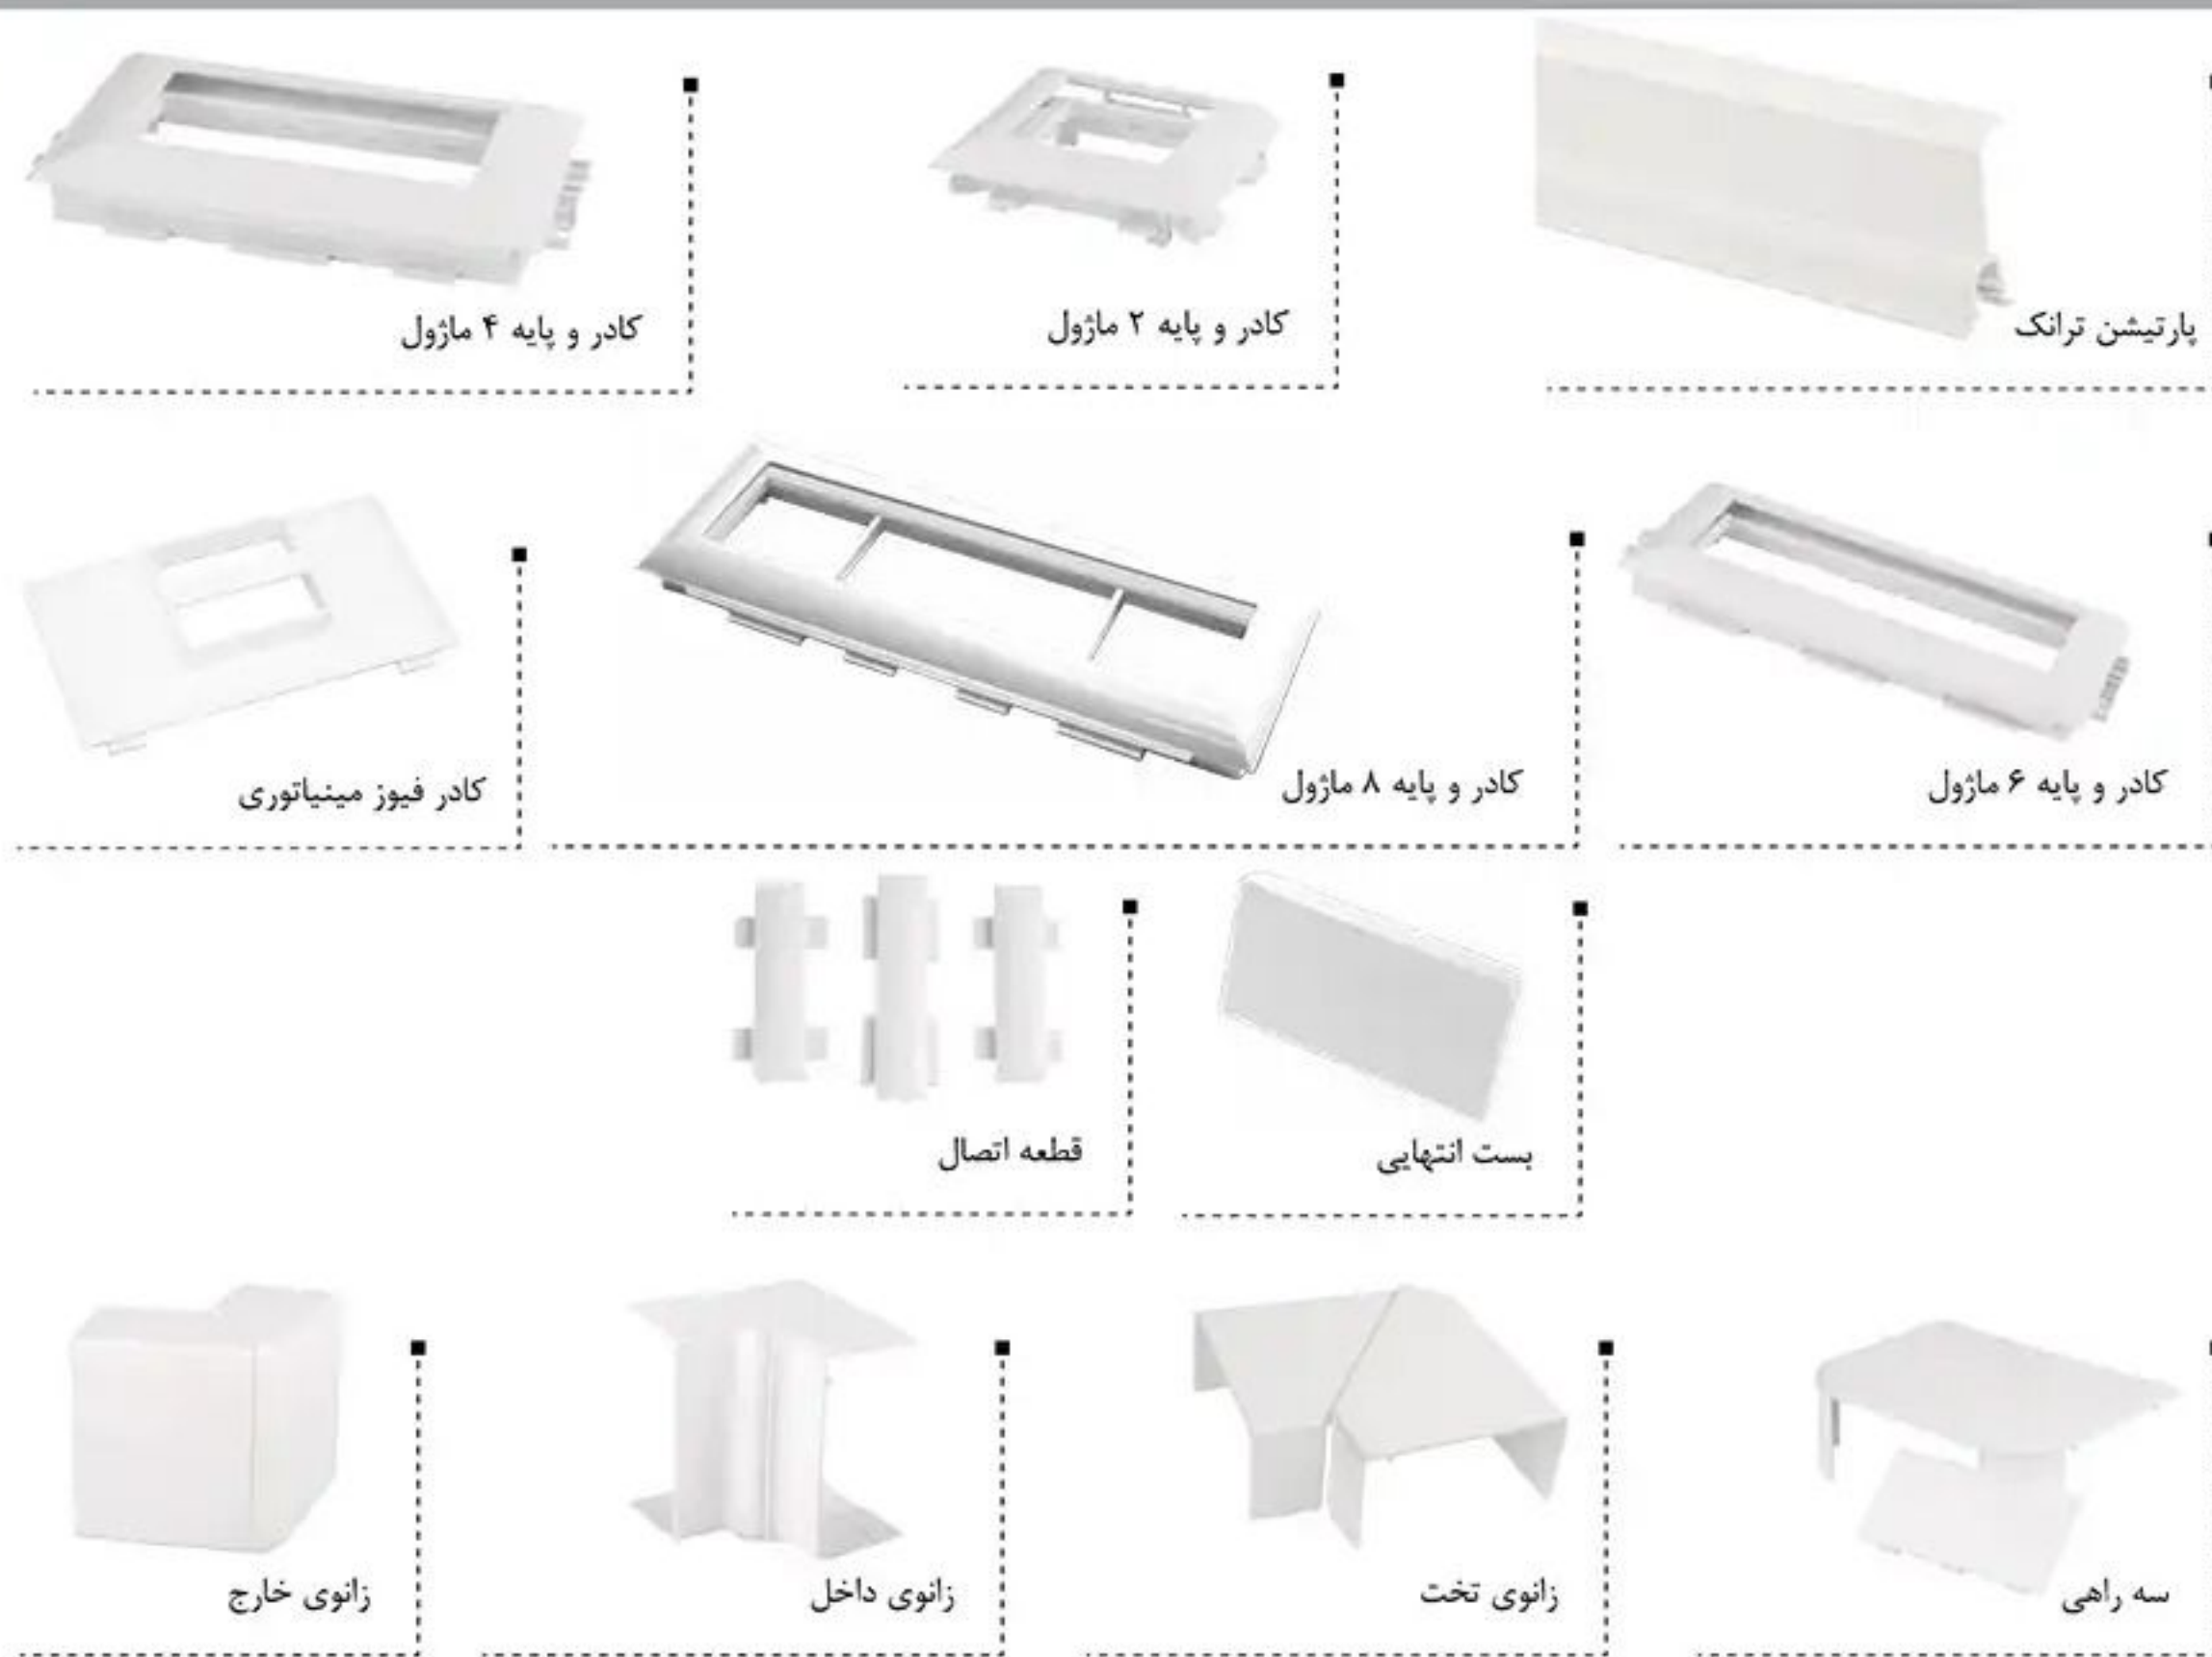 پارتیشن ترانک
کادر و پایه ۲ ماژول
کادر و پایه ۴ ماژول
کادر و پایه ۶ ماژول
کادر و پایه ۸ ماژول
کادر فیوز مینیاتوری
بست انتهایی
قطعه اتصال
سه راهی
زانوی تخت
زانوی داخل
زانوی خارج